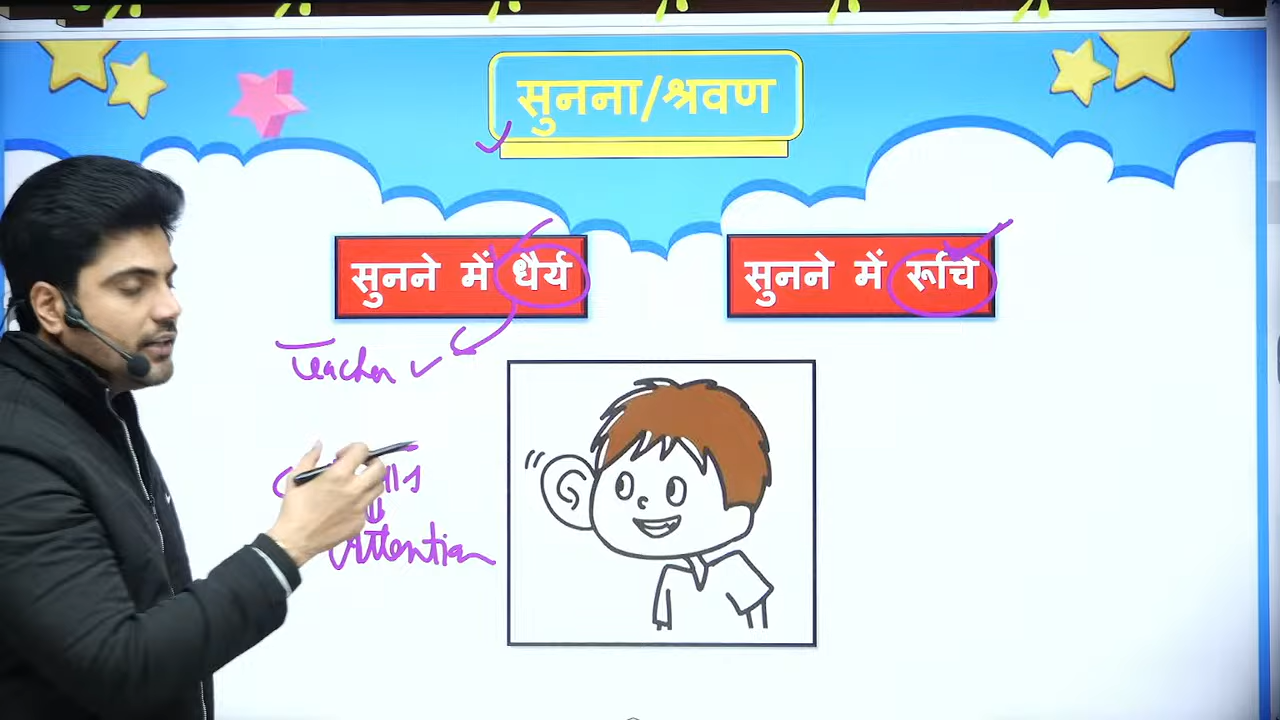 सुनना/श्रवण
सुनने में धैर्य
सुनने में रूचि
Teacher
Attention